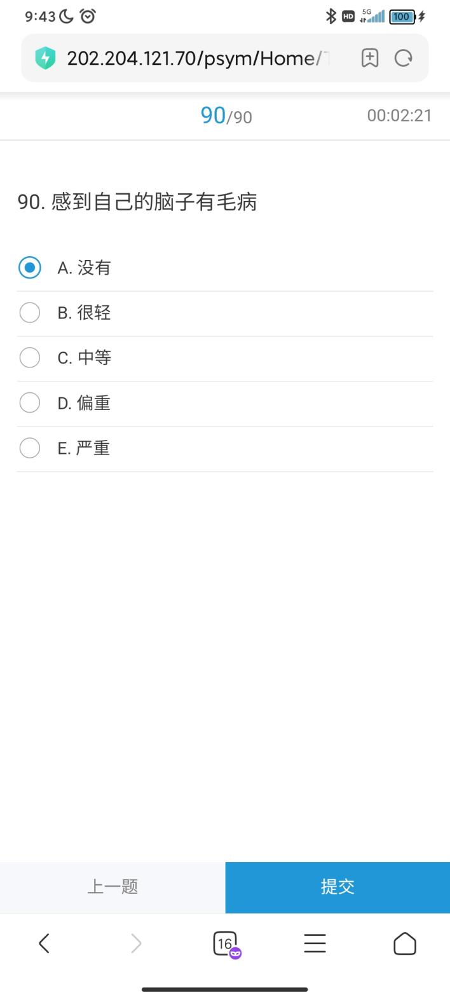 9:43
HD 5G 100
202.204.121.70/psym/Home/
90/90 00:02:21
90. 感到自己的脑子有毛病
A. 没有
B. 很轻
C. 中等
D. 偏重
E. 严重
上一题 提交
16